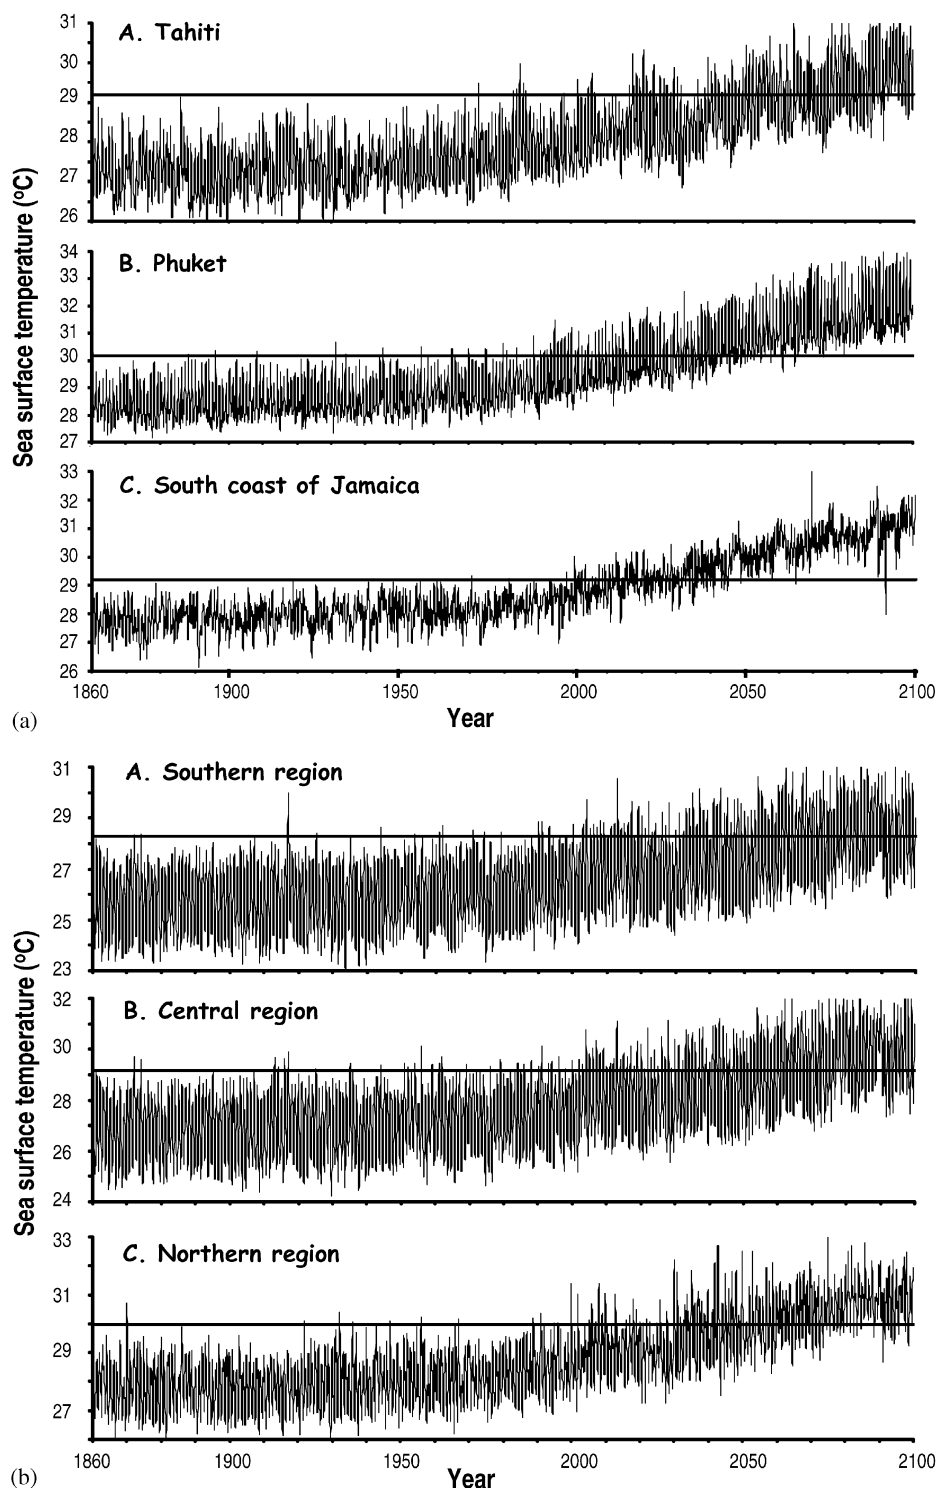 31
A. Tahiti
30
29
28
27
26
Sea surface temperature (ºC)
34
B. Phuket
33
32
31
30
29
28
27
33
C. South coast of Jamaica
32
31
30
29
28
27
26
1860 1900 1950 2000 2050 2100
Year
(a)
31
A. Southern region
29
27
25
23
Sea surface temperature (ºC)
32
B. Central region
30
28
26
24
33
C. Northern region
31
29
27
1860 1900 1950 2000 2050 2100
Year
(b)